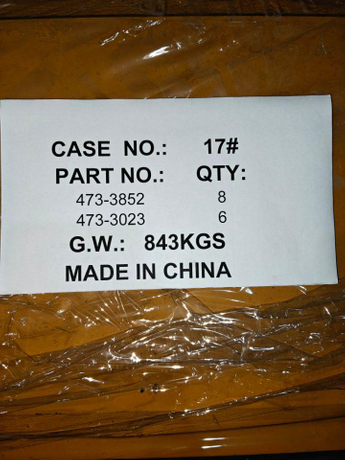 CASE NO.: 17#
PART NO.: QTY:
473-3852 8
473-3023 6
G.W.: 843KGS
MADE IN CHINA